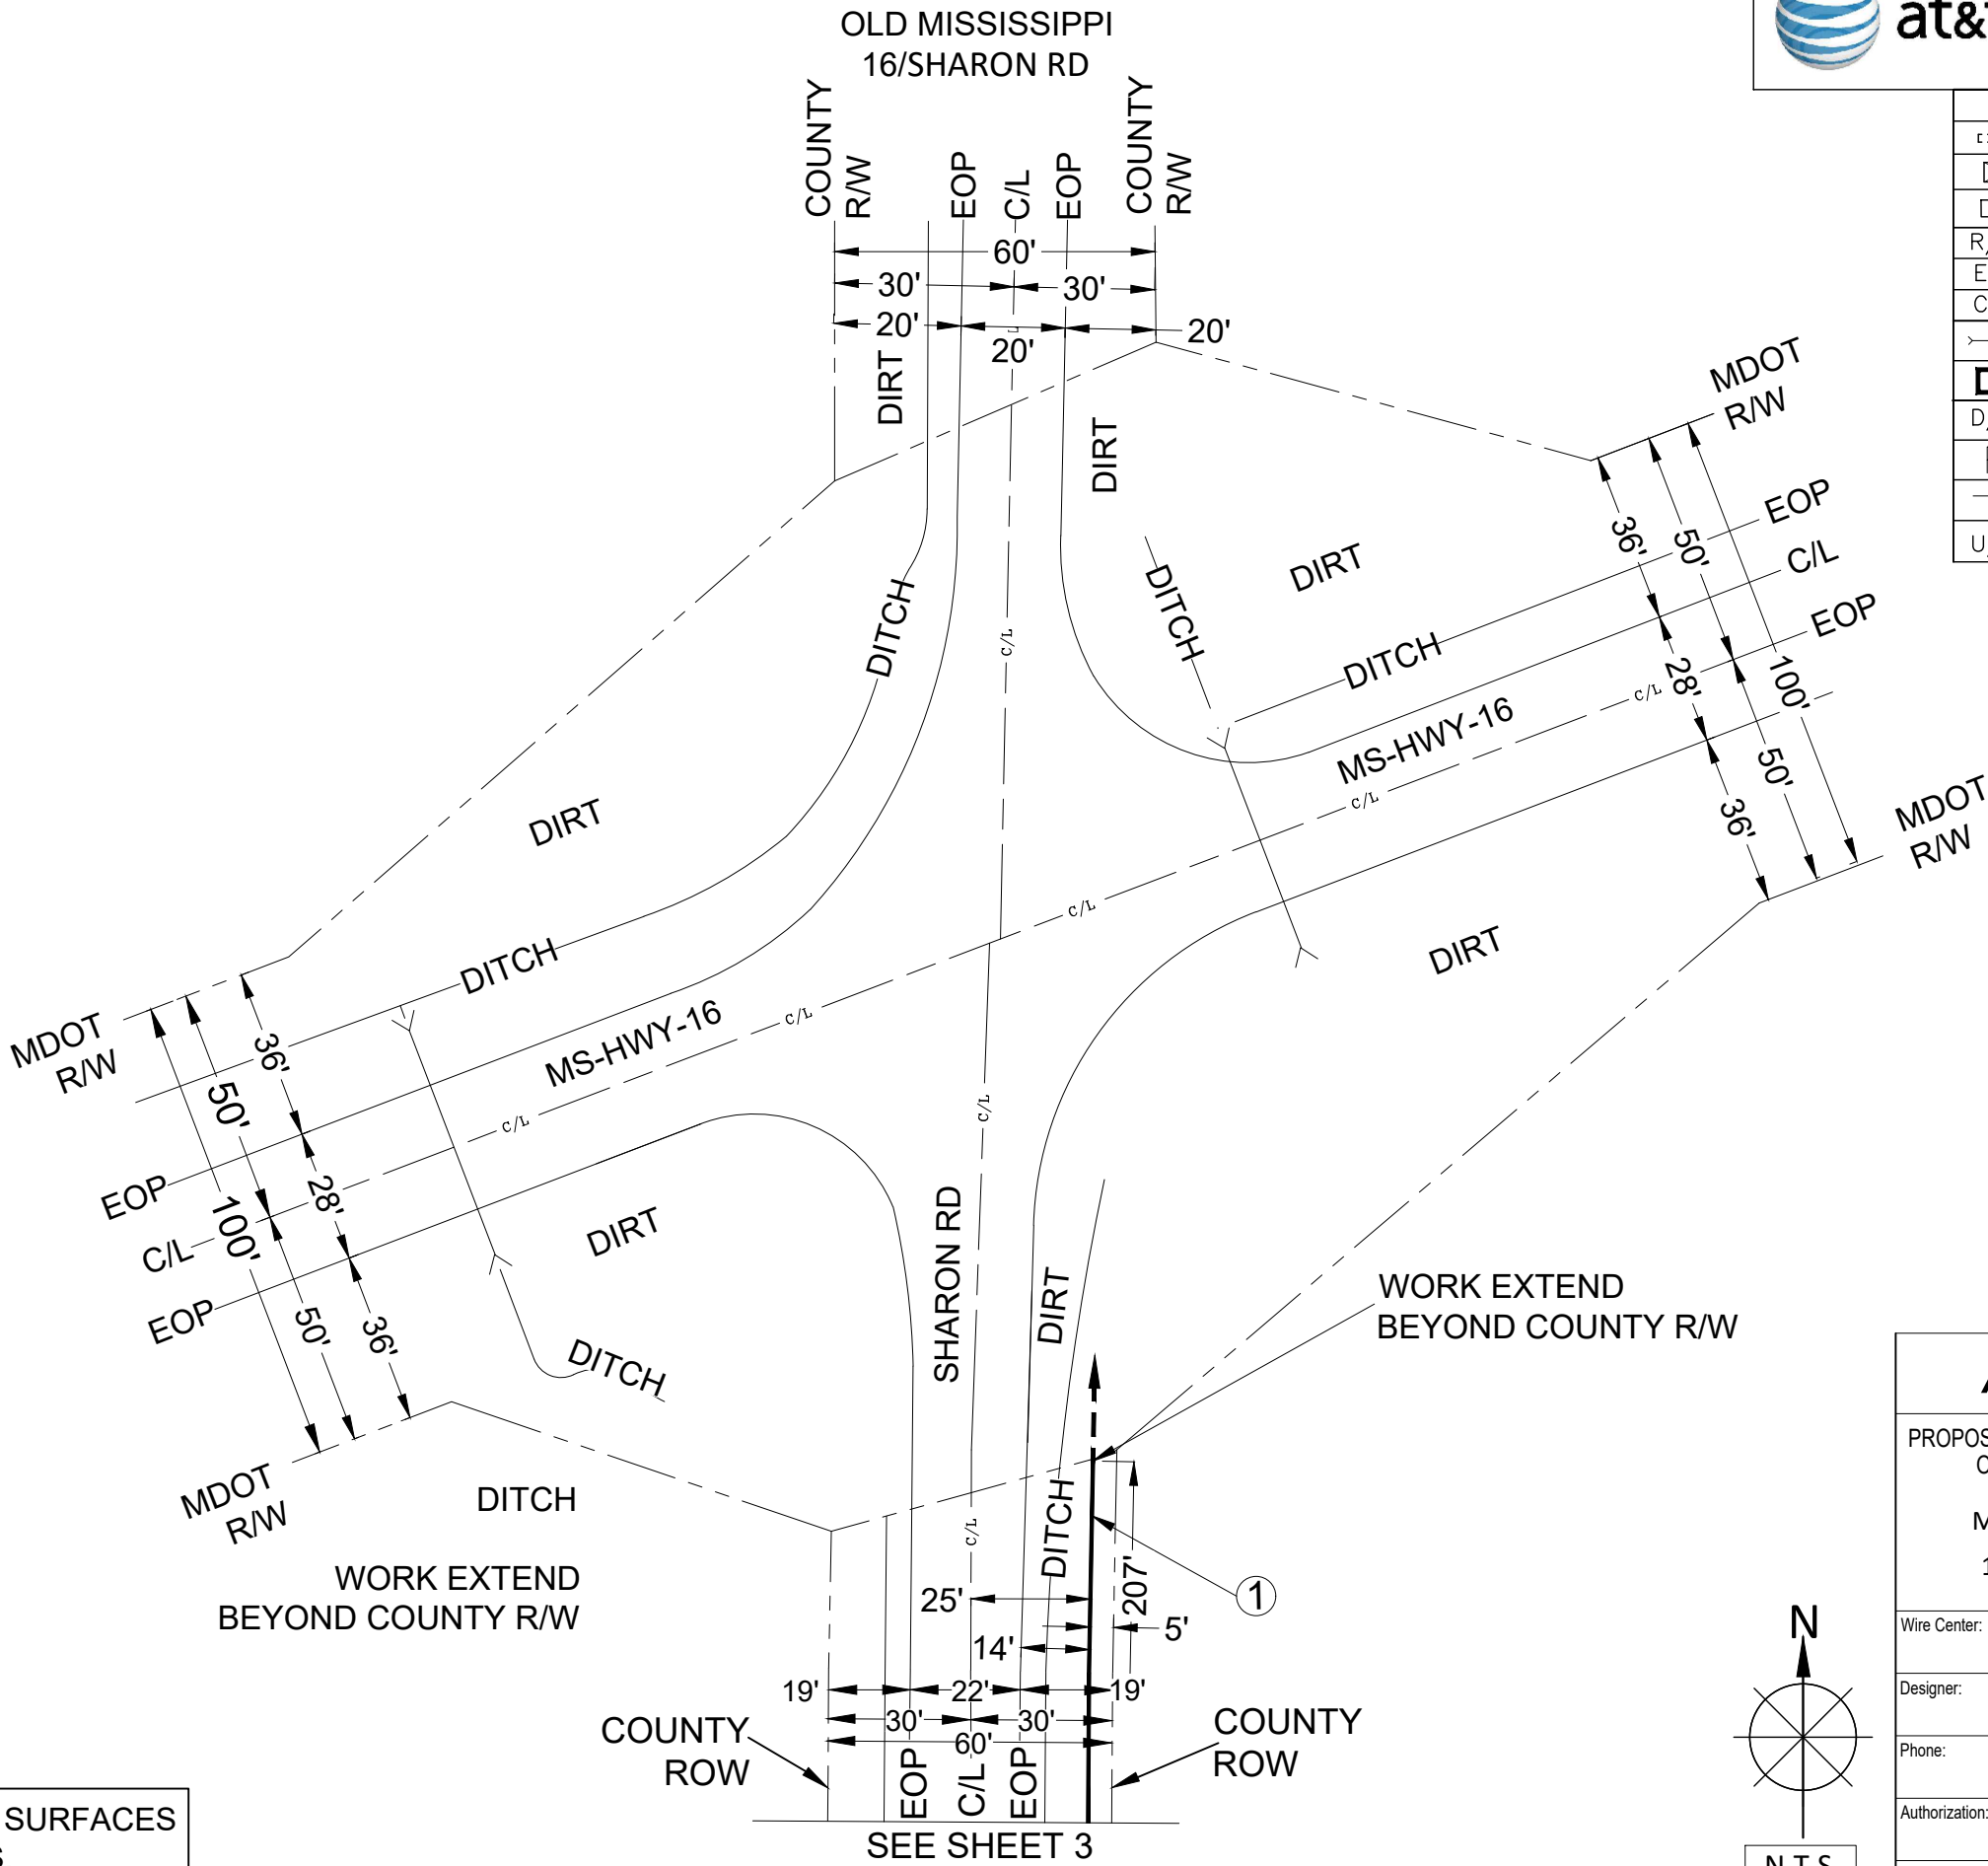 OLD MISSISSIPPI
16/SHARON RD
at&
COUNTY
R/W
EOP
C/L
EOP
COUNTY
R/W
60'
30'
30'
20'
20'
20'
DIRT
DIRT
MDOT
R/W
EOP
C/L
EOP
36'
50'
28'
100'
50'
36'
MDOT
R/W
DITCH
DIRT
DITCH
DITCH
C/L
C/L
MS-HWY-16
C/L
C/L
DIRT
DIRT
DITCH
MS-HWY-16
C/L
C/L
C/L
MDOT
R/W
36'
50'
28'
100'
50'
36'
EOP
C/L
EOP
MDOT
R/W
DIRT
DITCH
DITCH
SHARON RD
DIRT
WORK EXTEND
BEYOND COUNTY R/W
WORK EXTEND
BEYOND COUNTY R/W
C/L
DITCH
207'
1
25'
5'
14'
19'
22'
19'
30'
30'
60'
COUNTY
ROW
COUNTY
ROW
EOP
C/L
EOP
SEE SHEET 3
SURFACES
N
N.T.S
PROPOS
Wire Center:
Designer:
Phone:
Authorization: